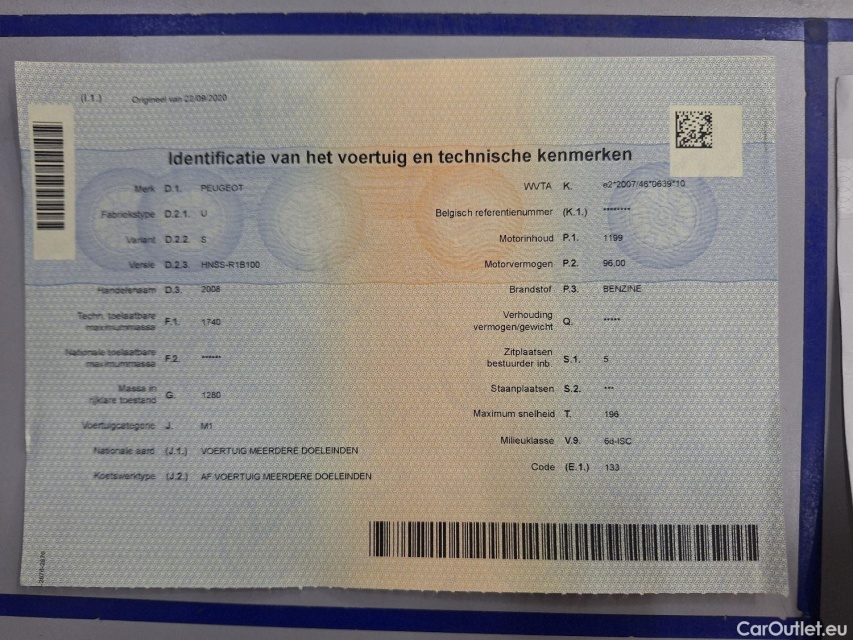 (I.1.) Origineel van 22/09/2020
Identificatie van het voertuig en technische kenmerken
Merk D.1. PEUGEOT
Fabriekstype D.2.1. U
Variant D.2.2. S
Versie D.2.3. HNSS-R1B100
Handelsnaam D.3. 2008
Techn. toelaatbare
maximummassa F.1. 1740
Nationale toelaatbare
maximummassa F.2. ******
Massa in
rijklare toestand G. 1280
Voertuigcategorie J. M1
Nationale aard (J.1.) VOERTUIG MEERDERE DOELEINDEN
Koetswerktype (J.2.) AF VOERTUIG MEERDERE DOELEINDEN
WVTA K. e2*2007/46*0639*10
Belgisch referentienummer (K.1.) ********
Motorinhoud P.1. 1199
Motorvermogen P.2. 96,00
Brandstof P.3. BENZINE
Verhouding
vermogen/gewicht Q. *****
Zitplaatsen
bestuurder inb. S.1. 5
Staanplaatsen S.2. ***
Maximum snelheid T. 196
Milieuklasse V.9. 6d-ISC
Code (E.1.) 133
CarOutlet.eu